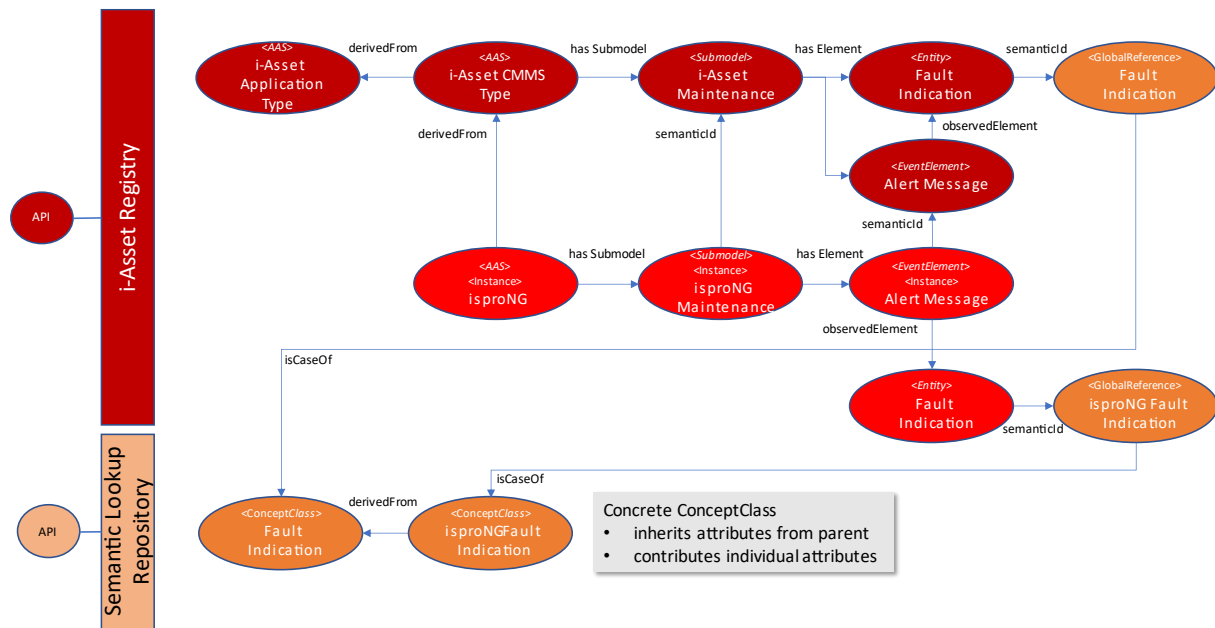 i-Asset Registry
API
<AAS>
i-Asset
Application
Type
derivedFrom
<AAS>
i-Asset CMMS
Type
has Submodel
<Submodel>
i-Asset
Maintenance
has Element
<Entity>
Fault
Indication
semanticId
<GlobalReference>
Fault
Indication
derivedFrom
semanticId
observedElement
<EventElement>
Alert Message
semanticId
<AAS>
<Instance>
isproNG
has Submodel
<Submodel>
<Instance>
isproNG
Maintenance
has Element
<EventElement>
<Instance>
Alert Message
observedElement
isCaseOf
<Entity>
Fault
Indication
semanticId
<GlobalReference>
isproNG Fault
Indication
Semantic Lookup
Repository
API
isCaseOf
<ConceptClass>
Fault
Indication
derivedFrom
<ConceptClass>
isproNGFault
Indication
Concrete ConceptClass
• inherits attributes from parent
• contributes individual attributes